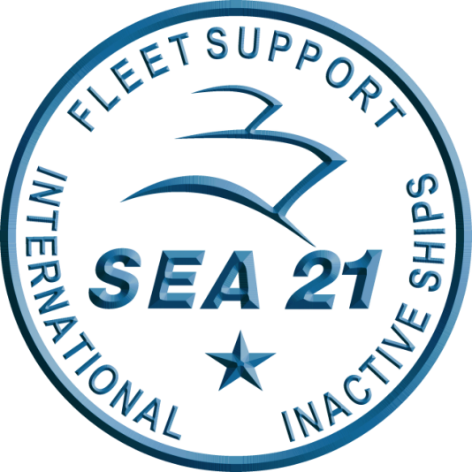 FLEET SUPPORT
INTERNATIONAL
INACTIVE SHIPS
SEA 21